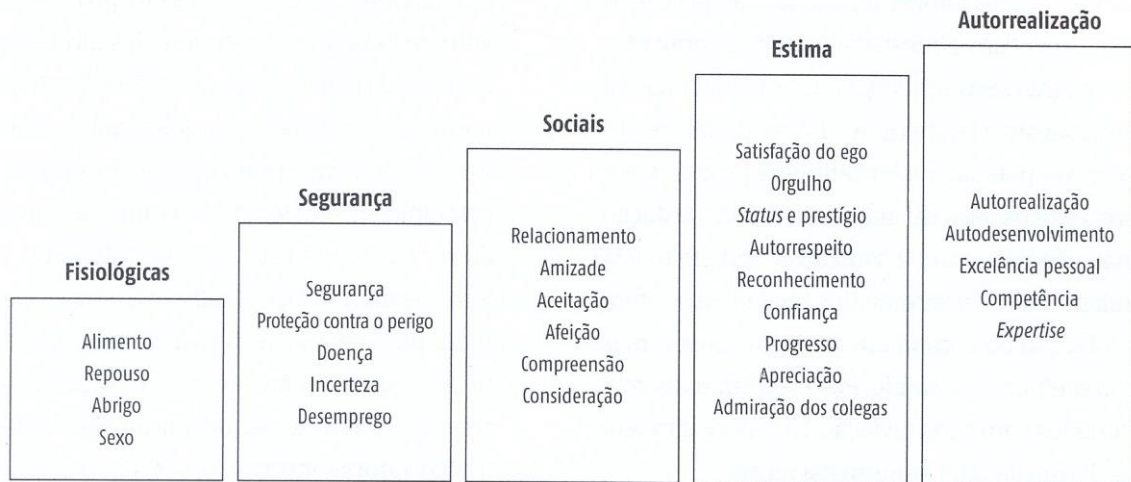 Fisiológicas
Alimento
Repouso
Abrigo
Sexo
Segurança
Segurança
Proteção contra o perigo
Doença
Incerteza
Desemprego
Sociais
Relacionamento
Amizade
Aceitação
Afeição
Compreensão
Consideração
Estima
Satisfação do ego
Orgulho
Status e prestígio
Autorrespeito
Reconhecimento
Confiança
Progresso
Apreciação
Admiração dos colegas
Autorrealização
Autorrealização
Autodesenvolvimento
Excelência pessoal
Competência
Expertise